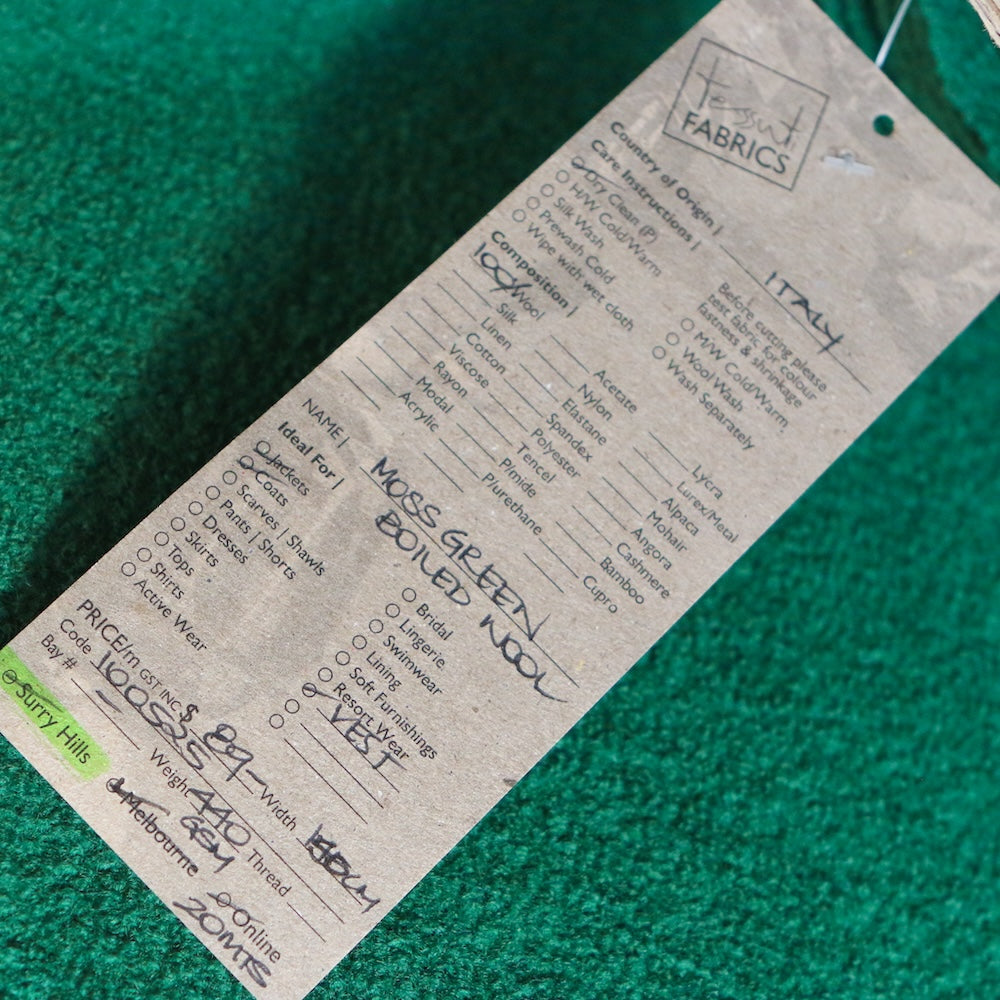 Tessuti
FABRICS
Country of Origin | ITALY
Care Instructions |
Dry Clean (P)
H/W Cold/Warm
Silk Wash
Prewash Cold
Wipe with wet cloth
Before cutting please
test fabric for colour
fastness & shrinkage
M/W Cold/Warm
Wool Wash
Wash Separately
Composition |
100% Wool
Silk
Linen
Cotton
Viscose
Rayon
Modal
Acrylic
Acetate
Nylon
Elastane
Spandex
Polyester
Tencel
P/mide
P/urethane
Lycra
Lurex/Metal
Alpaca
Mohair
Angora
Cashmere
Bamboo
Cupro
NAME | MOSS GREEN
BOILED WOOL
Ideal For |
Jackets
Coats
Scarves | Shawls
Pants | Shorts
Dresses
Skirts
Tops
Shirts
Active Wear
Bridal
Lingerie
Swimwear
Lining
Soft Furnishings
Resort Wear
VEST
PRICE/m GST INC. $ 89- Width
Code Weight 440 GSM Thread
Bay #
Surry Hills
Melbourne
Online
20MTS